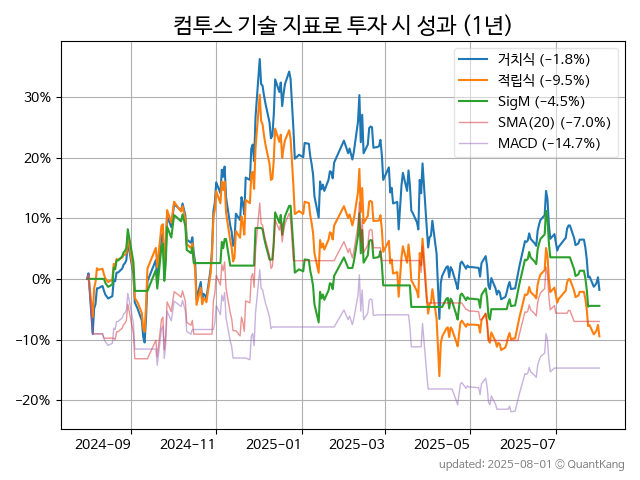 컴투스 기술 지표로 투자 시 성과 (1년)
거치식 (−1.8%)
적립식 (−9.5%)
SigM (−4.5%)
SMA(20) (−7.0%)
MACD (−14.7%)
30%
20%
10%
0%
−10%
−20%
2024−09 2024−11 2025−01 2025−03 2025−05 2025−07
updated: 2025-08-01 © QuantKang